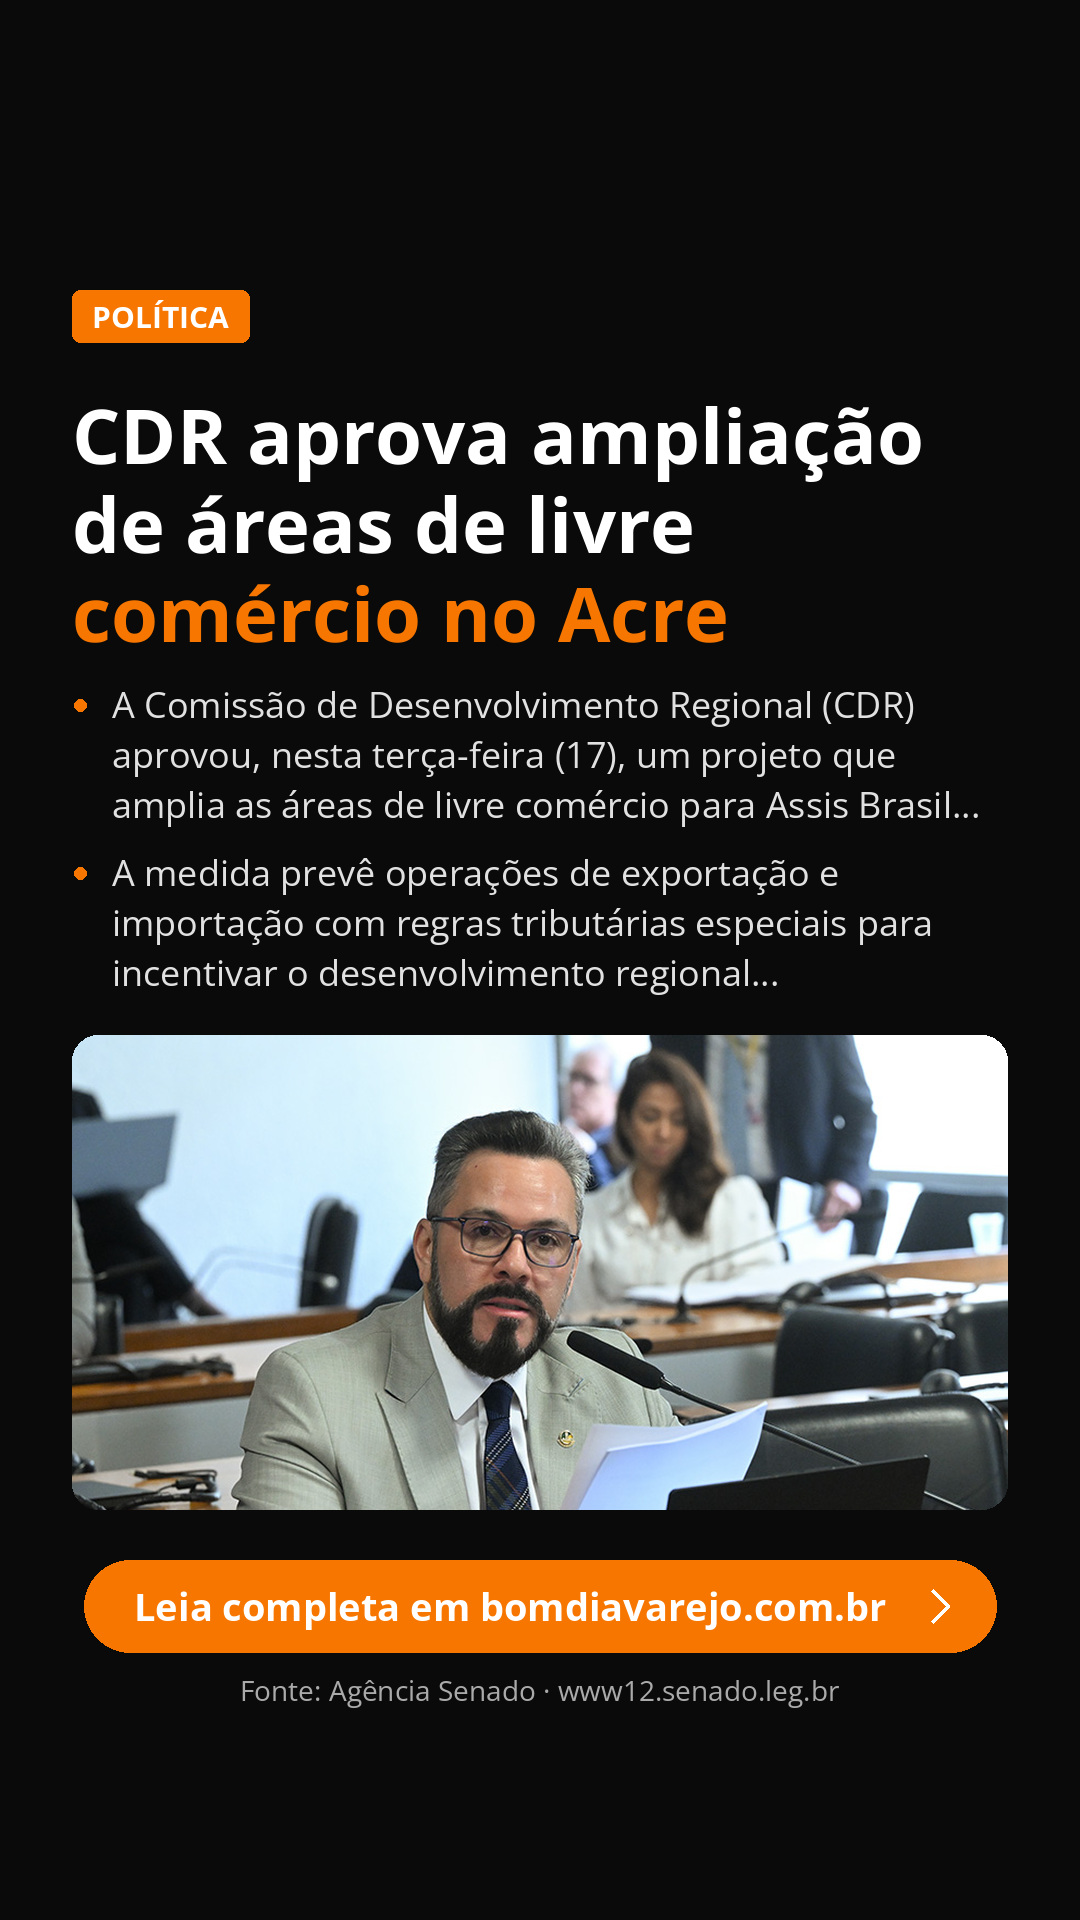 POLÍTICA
CDR aprova ampliação
de áreas de livre
comércio no Acre
• A Comissão de Desenvolvimento Regional (CDR)
aprovou, nesta terça-feira (17), um projeto que
amplia as áreas de livre comércio para Assis Brasil...
• A medida prevê operações de exportação e
importação com regras tributárias especiais para
incentivar o desenvolvimento regional...
Leia completa em bomdiavarejo.com.br
Fonte: Agência Senado · www12.senado.leg.br